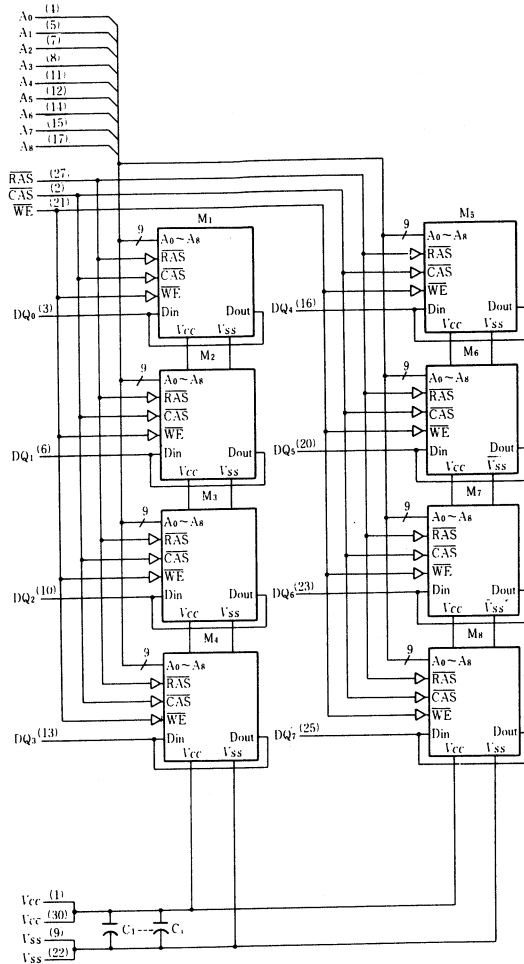 A0 (4)
A1 (5)
A2 (7)
A3 (8)
A4 (11)
A5 (12)
A6 (14)
A7 (15)
A8 (17)
RAS (27)
CAS (2)
WE (21)
M1
9 A0~A8
RAS
CAS
WE
DQ0 (3) Din Dout
Vcc Vss
M2
9 A0~A8
RAS
CAS
WE
DQ1 (6) Din Dout
Vcc Vss
M3
9 A0~A8
RAS
CAS
WE
DQ2 (10) Din Dout
Vcc Vss
M4
9 A0~A8
RAS
CAS
WE
DQ3 (13) Din Dout
Vcc Vss
M5
9 A0~A8
RAS
CAS
WE
DQ4 (16) Din Dout
Vcc Vss
M6
9 A0~A8
RAS
CAS
WE
DQ5 (20) Din Dout
Vcc Vss
M7
9 A0~A8
RAS
CAS
WE
DQ6 (23) Din Dout
Vcc Vss
M8
9 A0~A8
RAS
CAS
WE
DQ7 (25) Din Dout
Vcc Vss
Vcc (1)
Vcc (30)
Vss (9)
Vss (22)
C1